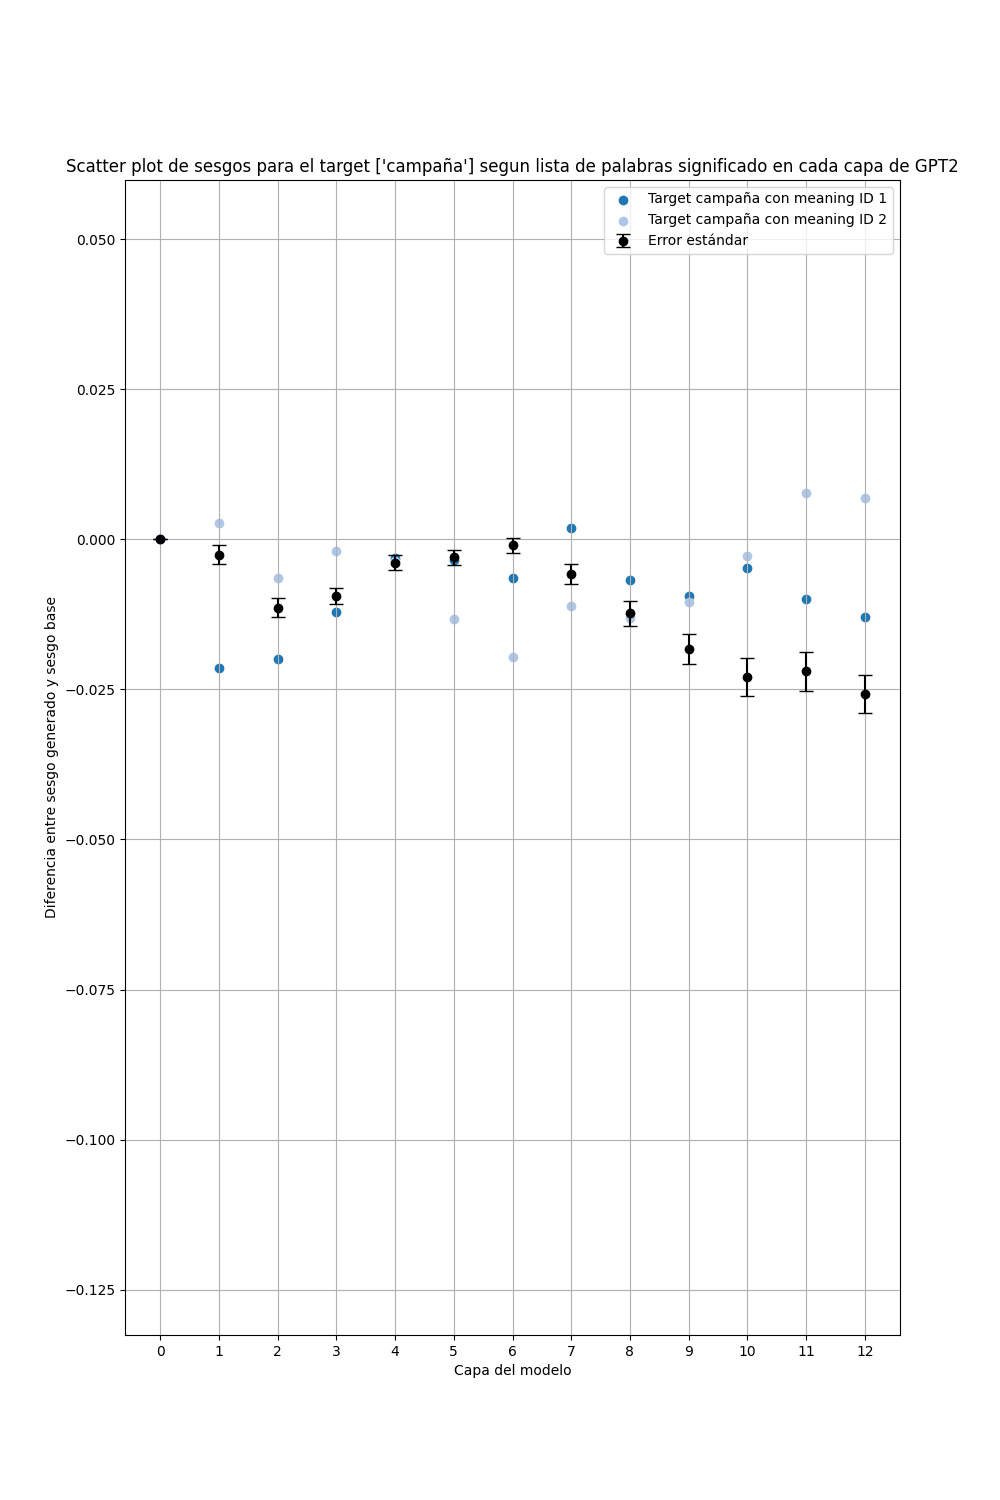 Scatter plot de sesgos para el target ['campaña'] segun lista de palabras significado en cada capa de GPT2
Target campaña con meaning ID 1
Target campaña con meaning ID 2
Error estándar
0.050
0.025
0.000
−0.025
−0.050
−0.075
−0.100
−0.125
Diferencia entre sesgo generado y sesgo base
0 1 2 3 4 5 6 7 8 9 10 11 12
Capa del modelo